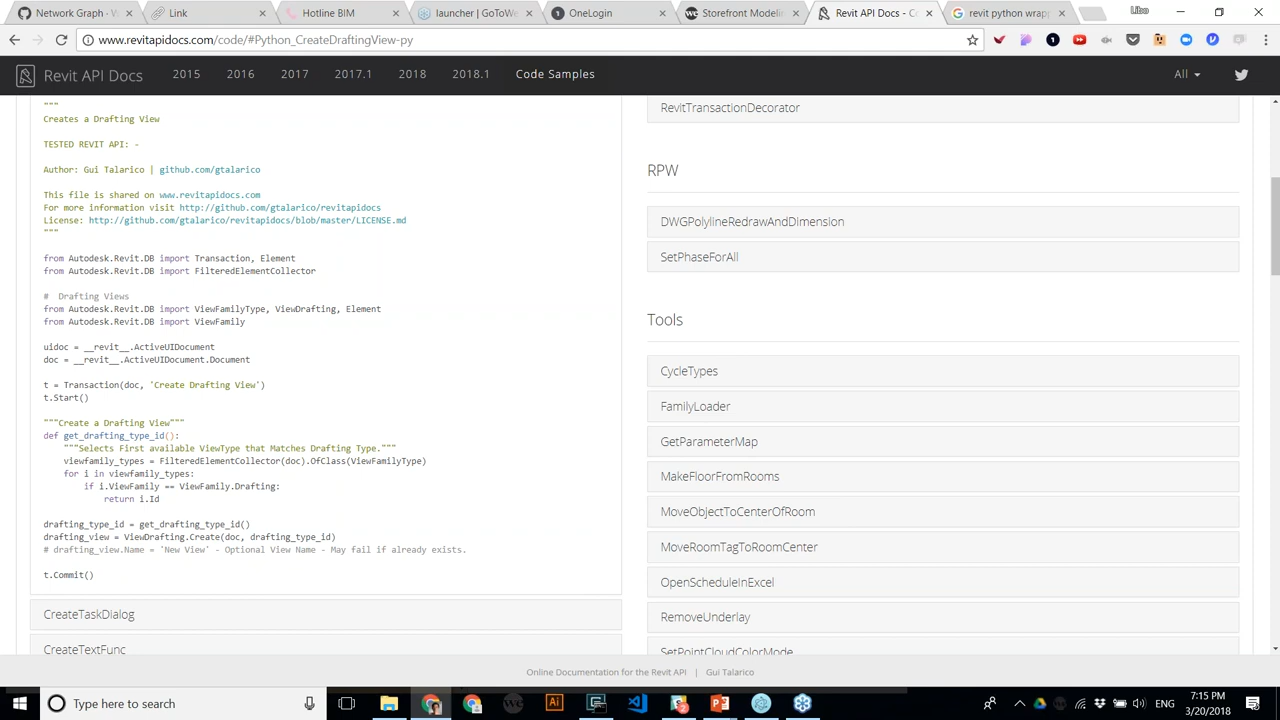 Network Graph · W
Link
Hotline BIM
launcher | GoToWe
OneLogin
Storefront Modelin
Revit API Docs - Co
revit python wrapp
www.revitapidocs.com/code/#Python_CreateDraftingView-py
Revit API Docs
2015
2016
2017
2017.1
2018
2018.1
Code Samples
All
"""
Creates a Drafting View
TESTED REVIT API: -
Author: Gui Talarico | github.com/gtalarico
This file is shared on www.revitapidocs.com
For more information visit http://github.com/gtalarico/revitapidocs
License: http://github.com/gtalarico/revitapidocs/blob/master/LICENSE.md
"""
from Autodesk.Revit.DB import Transaction, Element
from Autodesk.Revit.DB import FilteredElementCollector
# Drafting Views
from Autodesk.Revit.DB import ViewFamilyType, ViewDrafting, Element
from Autodesk.Revit.DB import ViewFamily
uidoc = __revit__.ActiveUIDocument
doc = __revit__.ActiveUIDocument.Document
t = Transaction(doc, 'Create Drafting View')
t.Start()
"""Create a Drafting View"""
def get_drafting_type_id():
"""Selects First available ViewType that Matches Drafting Type."""
viewfamily_types = FilteredElementCollector(doc).OfClass(ViewFamilyType)
for i in viewfamily_types:
if i.ViewFamily == ViewFamily.Drafting:
return i.Id
drafting_type_id = get_drafting_type_id()
drafting_view = ViewDrafting.Create(doc, drafting_type_id)
# drafting_view.Name = 'New View' - Optional View Name - May fail if already exists.
t.Commit()
CreateTaskDialog
CreateTextFunc
RevitTransactionDecorator
RPW
DWGPolylineRedrawAndDimension
SetPhaseForAll
Tools
CycleTypes
FamilyLoader
GetParameterMap
MakeFloorFromRooms
MoveObjectToCenterOfRoom
MoveRoomTagToRoomCenter
OpenScheduleInExcel
RemoveUnderlay
SetPointCloudColorMode
Online Documentation for the Revit API | Gui Talarico
Type here to search
ENG
7:15 PM
3/20/2018